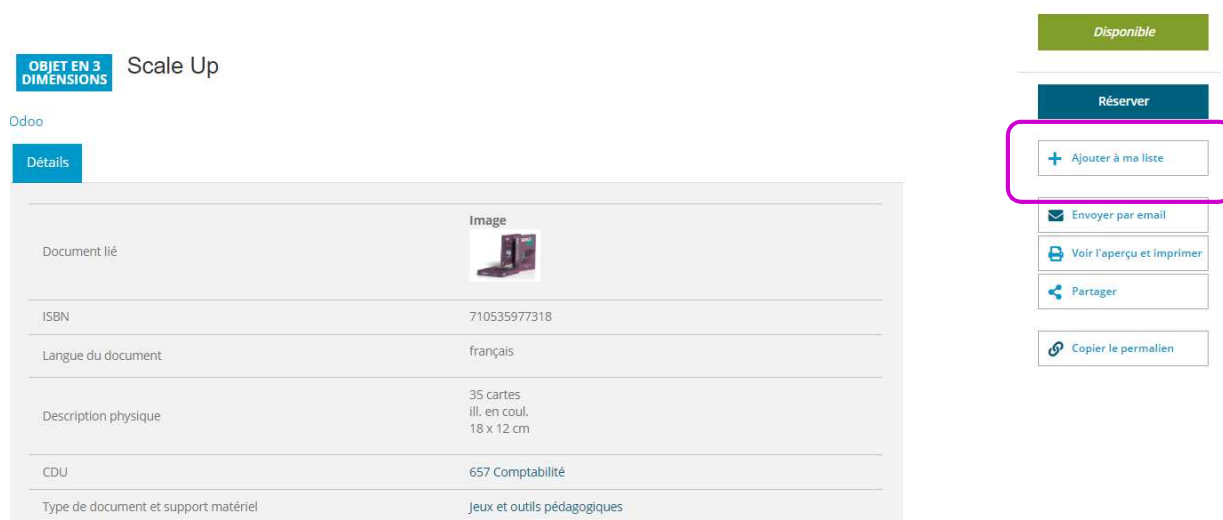 OBJET EN 3
DIMENSIONS
Scale Up
Odoo
Détails
Document lié
Image
ISBN
710535977318
Langue du document
français
Description physique
35 cartes
ill. en coul.
18 x 12 cm
CDU
657 Comptabilité
Type de document et support matériel
Jeux et outils pédagogiques
Disponible
Réserver
Ajouter à ma liste
Envoyer par email
Voir l'aperçu et imprimer
Partager
Copier le permalien